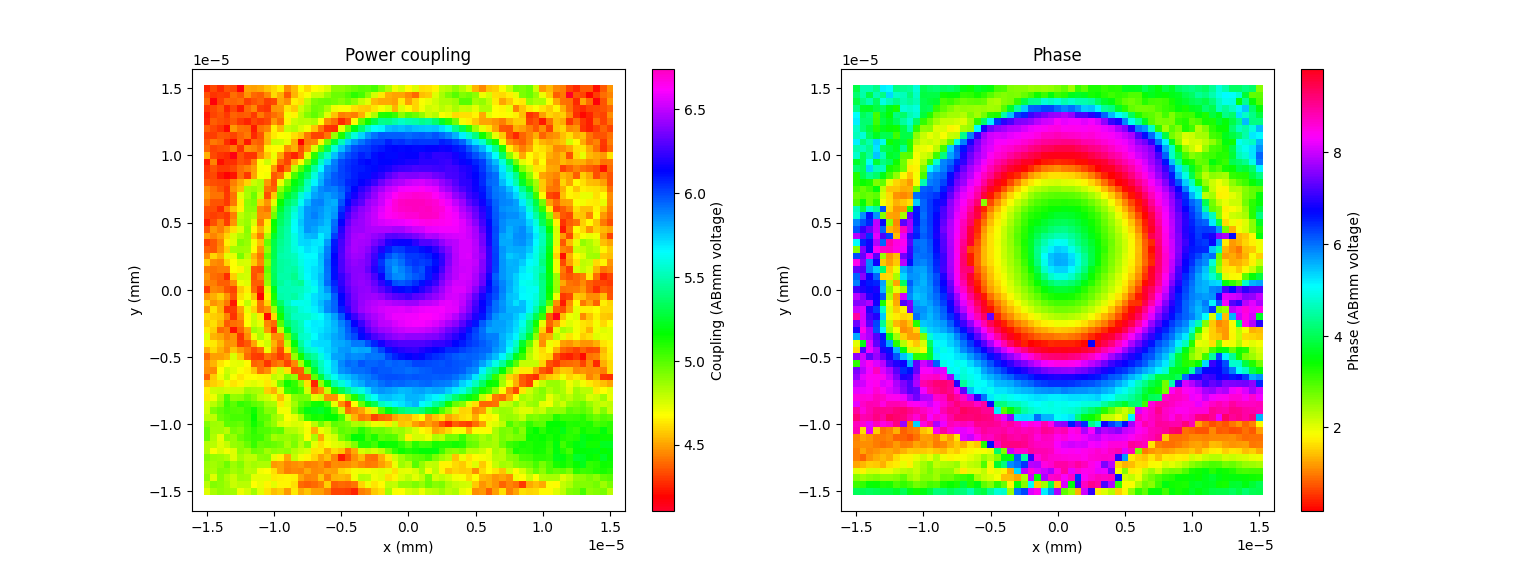 Power coupling
1e−5
1.5
1.0
0.5
0.0
−0.5
−1.0
−1.5
y (mm)
−1.5 −1.0 −0.5 0.0 0.5 1.0 1.5
x (mm) 1e−5
6.5
6.0
5.5
5.0
4.5
Coupling (ABmm voltage)
Phase
1e−5
1.5
1.0
0.5
0.0
−0.5
−1.0
−1.5
y (mm)
−1.5 −1.0 −0.5 0.0 0.5 1.0 1.5
x (mm) 1e−5
8
6
4
2
Phase (ABmm voltage)